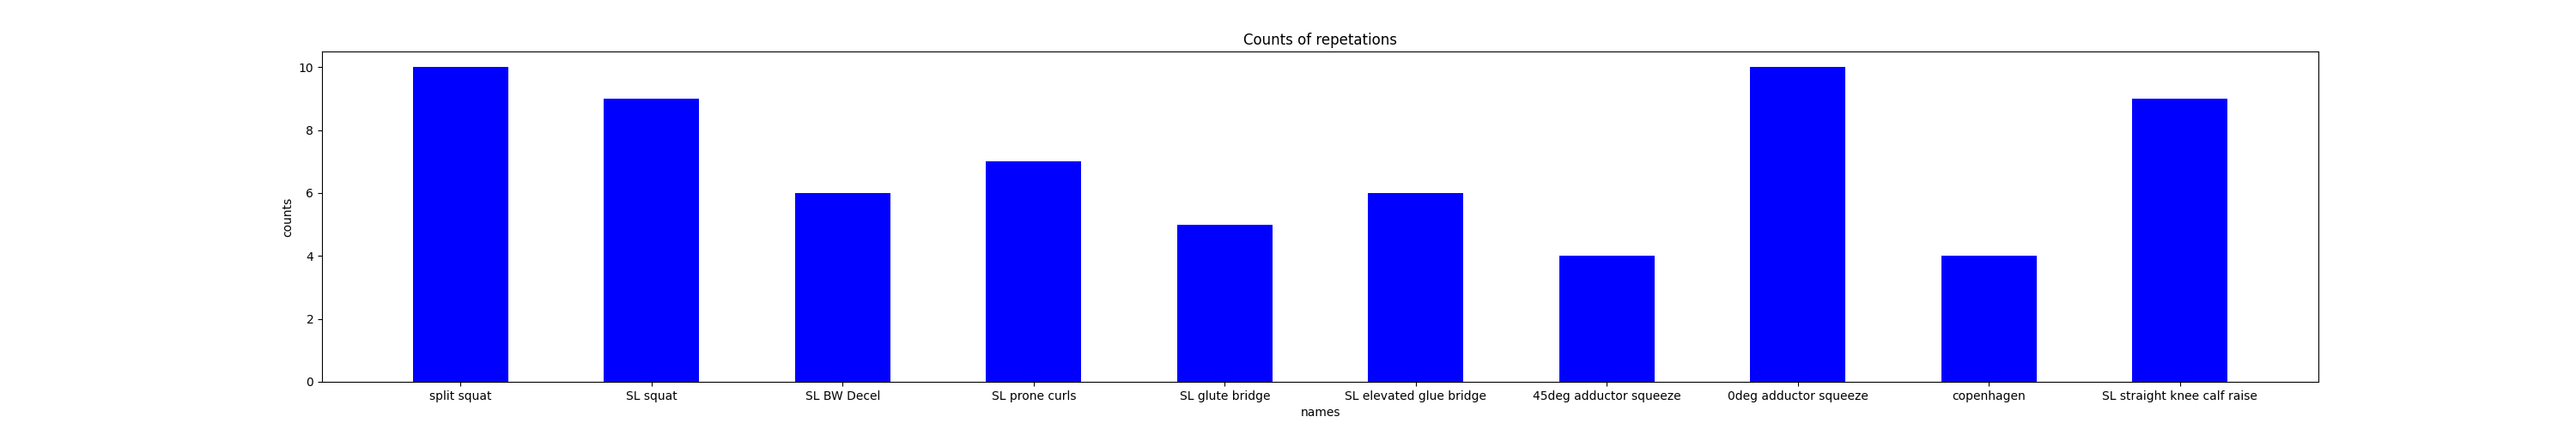 Counts of repetations
10
8
6
4
2
0
counts
split squat
SL squat
SL BW Decel
SL prone curls
SL glute bridge
SL elevated glue bridge
45deg adductor squeeze
0deg adductor squeeze
copenhagen
SL straight knee calf raise
names